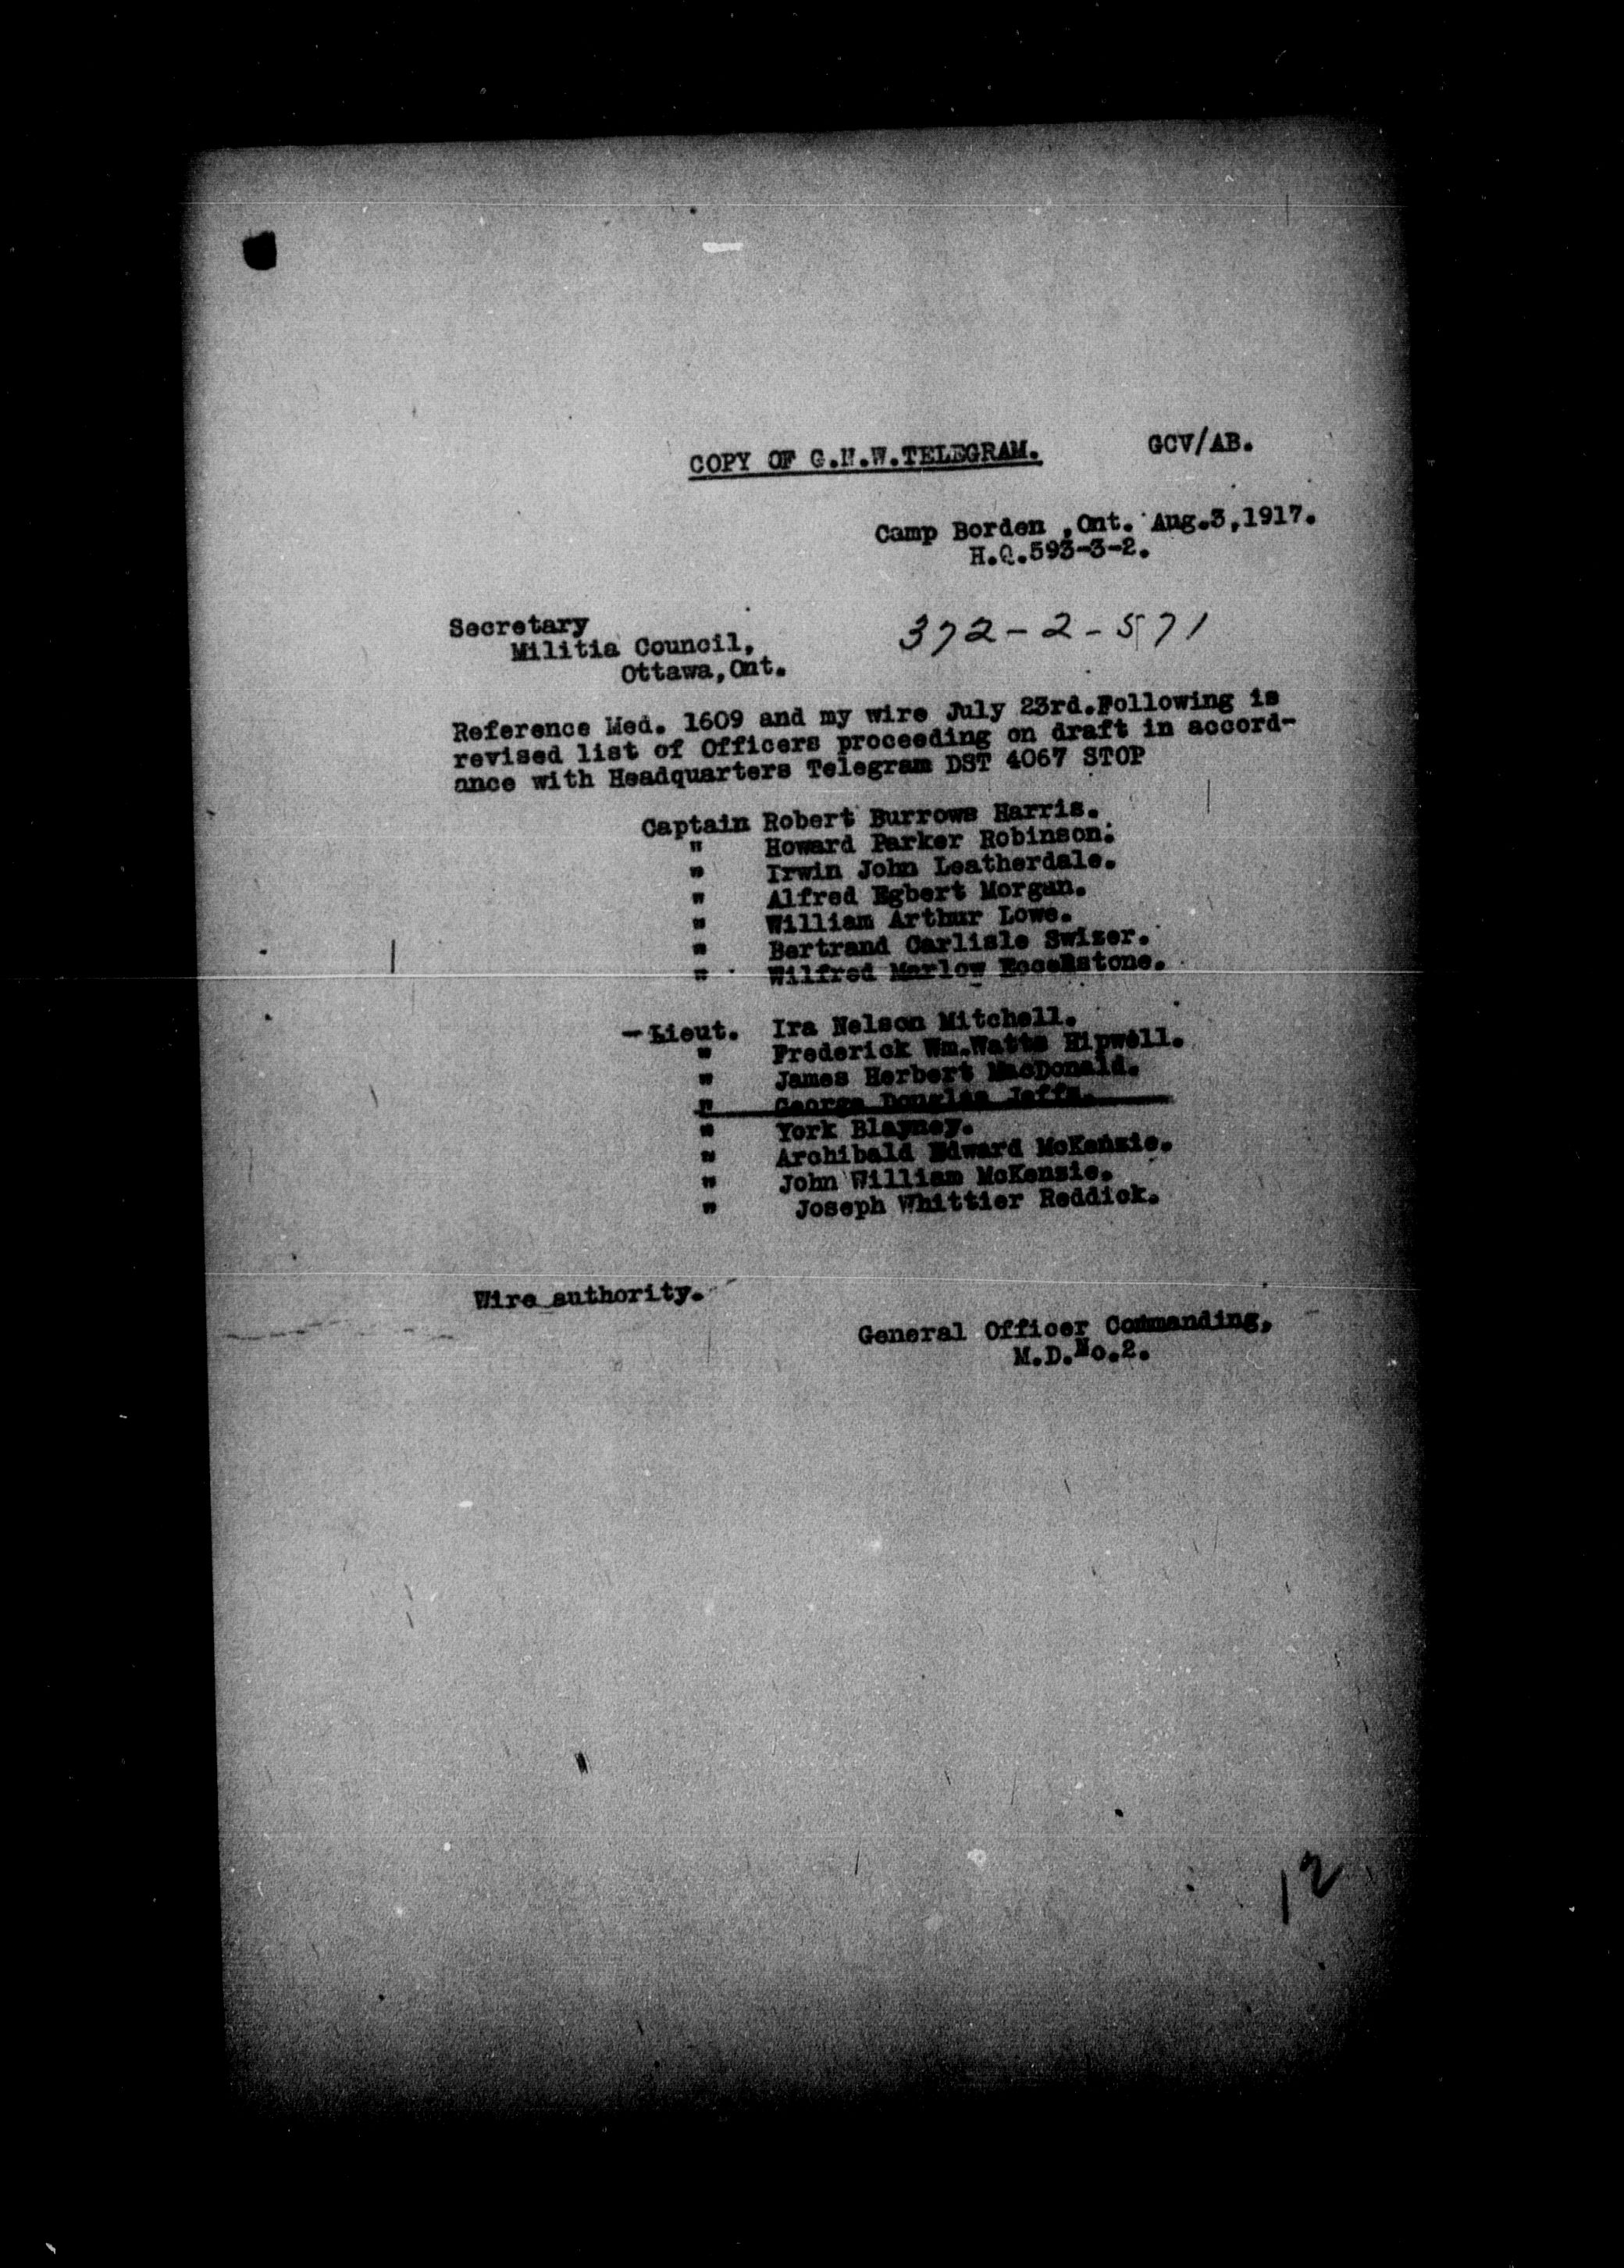 COPY OF G.N.W.TELEGRAM. GCV/AB.
Camp Borden ,Ont. Aug.3,1917.
H.Q.593-3-2.
372-2-571
Secretary
Militia Council,
Ottawa,Ont.
Reference Med. 1609 and my wire July 23rd.Following is
revised list of Officers proceeding on draft in accord-
ance with Headquarters Telegram DST 4067 STOP
Captain Robert Burrows Harris.
" Howard Parker Robinson.
" Irwin John Leatherdale.
" Alfred Egbert Morgan.
" William Arthur Lowe.
" Bertrand Carlisle Swizer.
" Wilfred Marlow
-Lieut. Ira Nelson Mitchell.
" Frederick Wm.Watts Hipwell.
" James Herbert MacDonald.
" George Douglas Jeffs.
" York Blayney.
" Archibald Edward McKenzie.
" John William McKenzie.
" Joseph Whittier Reddick.
Wire authority.
General Officer Commanding,
M.D.No.2.
12